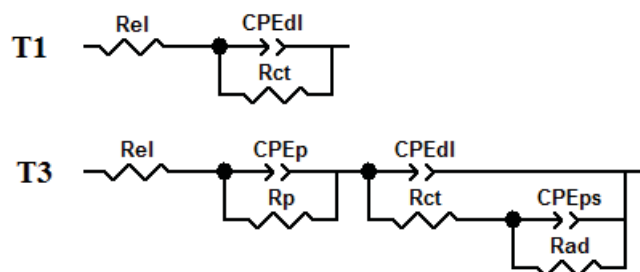 Rel
CPEdl
T1
Rct
Rel
CPEp
CPEdl
T3
Rp
Rct
CPEps
Rad